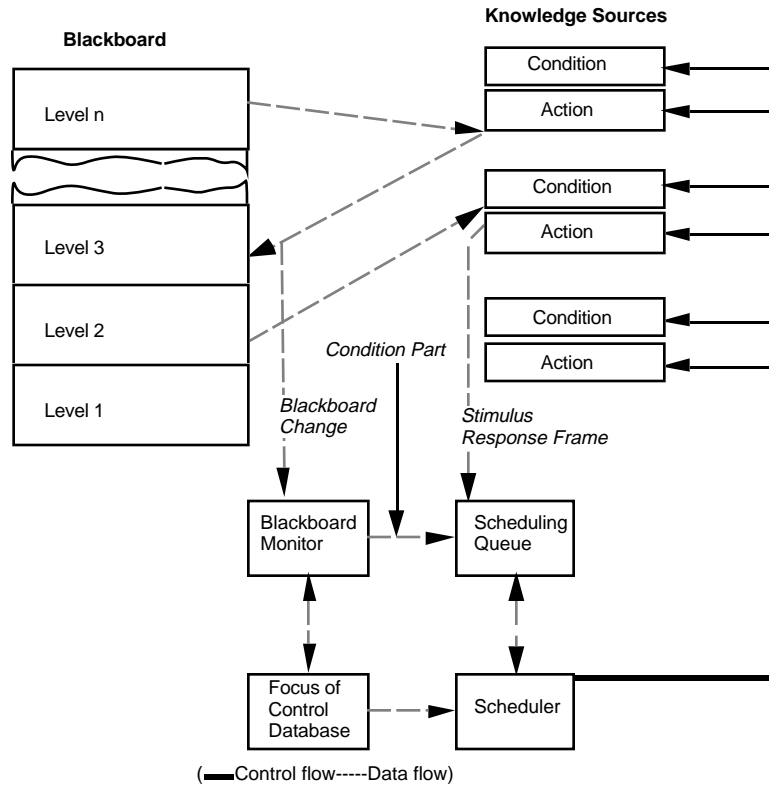 Knowledge Sources
Blackboard
Condition
Action
Level n
Condition
Action
Level 3
Level 2
Level 1
Condition
Action
Condition Part
Blackboard
Change
Stimulus
Response Frame
Blackboard
Monitor
Scheduling
Queue
Focus of
Control
Database
Scheduler
(Control flow-----Data flow)